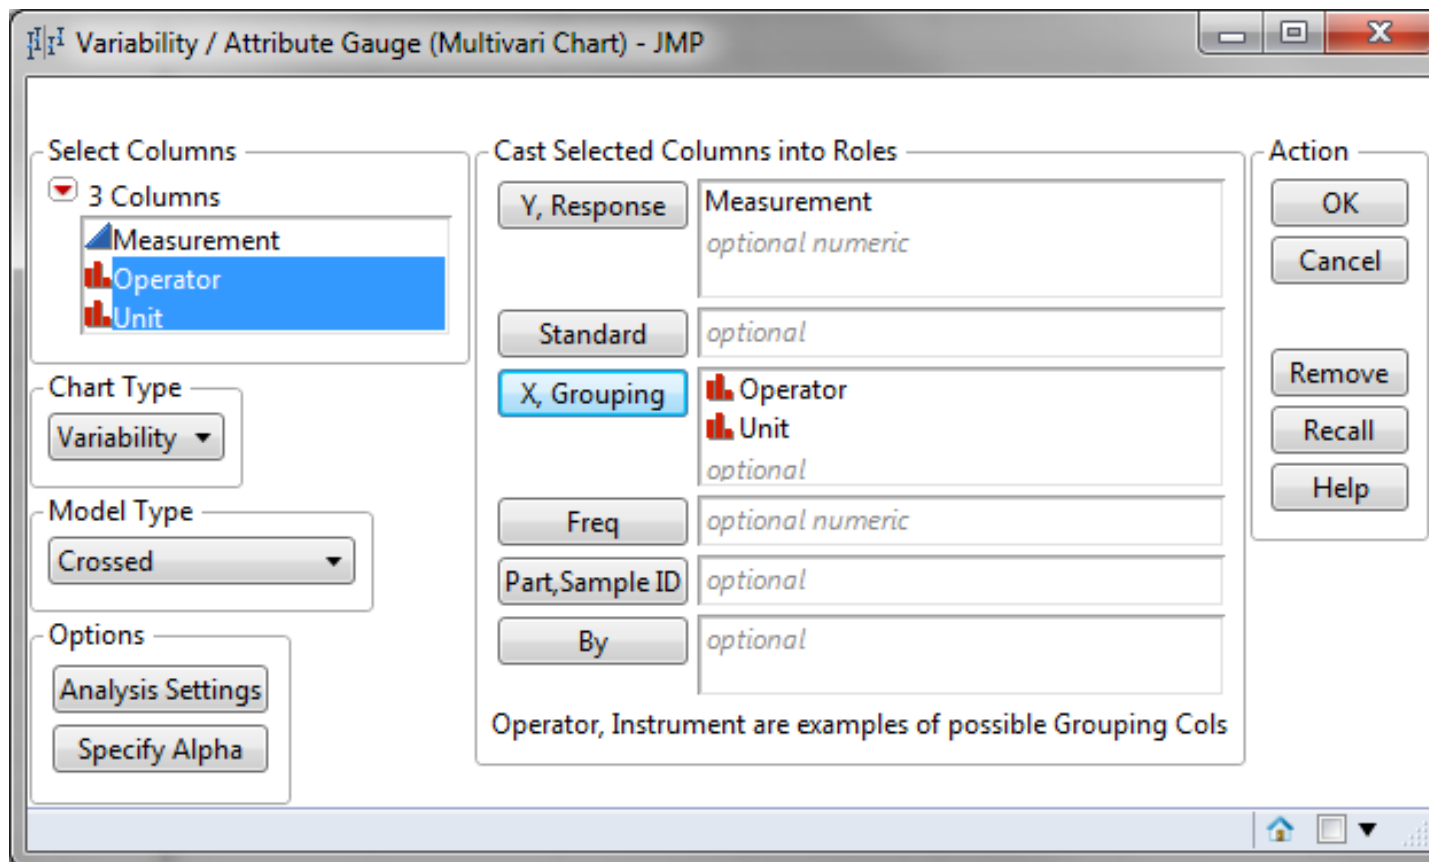 Variability / Attribute Gauge (Multivari Chart) - JMP
Select Columns
3 Columns
Measurement
Operator
Unit
Chart Type
Variability
Model Type
Crossed
Options
Analysis Settings
Specify Alpha
Cast Selected Columns into Roles
Y, Response
Measurement
optional numeric
Standard
optional
X, Grouping
Operator
Unit
optional
Freq
optional numeric
Part,Sample ID
optional
By
optional
Operator, Instrument are examples of possible Grouping Cols
Action
OK
Cancel
Remove
Recall
Help